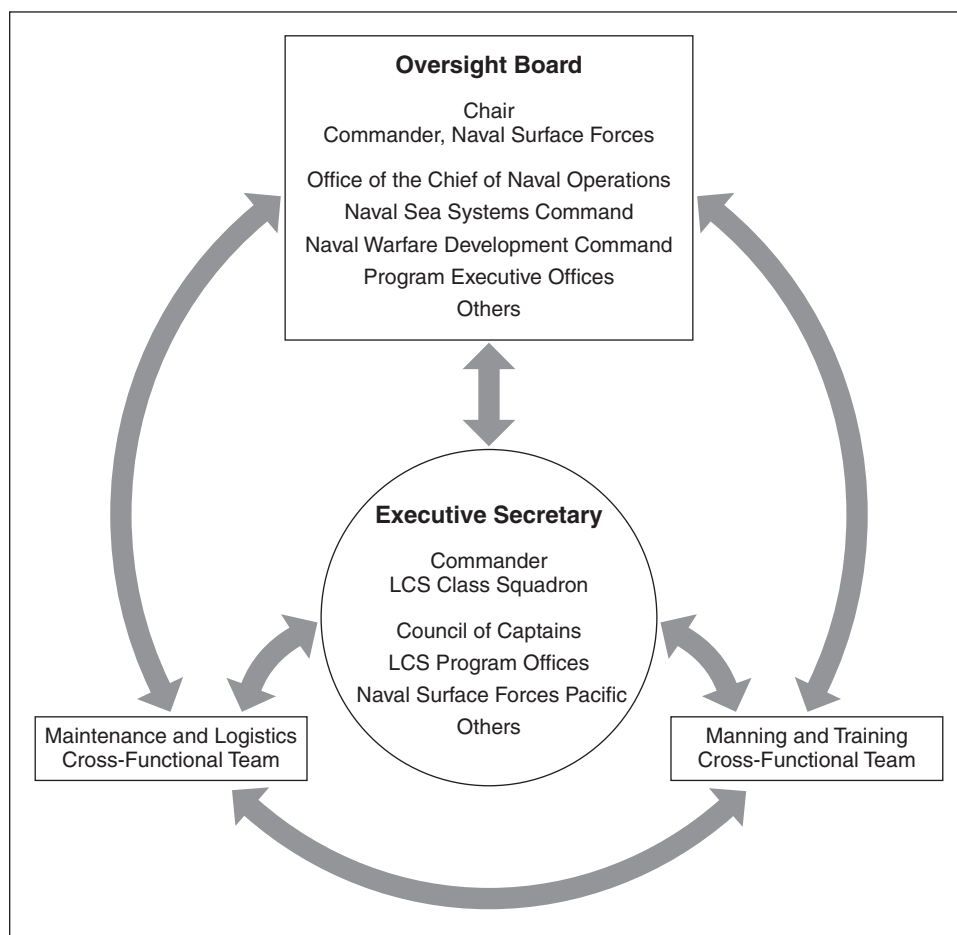 Oversight Board
Chair
Commander, Naval Surface Forces
Office of the Chief of Naval Operations
Naval Sea Systems Command
Naval Warfare Development Command
Program Executive Offices
Others
Executive Secretary
Commander
LCS Class Squadron
Council of Captains
LCS Program Offices
Naval Surface Forces Pacific
Others
Maintenance and Logistics
Cross-Functional Team
Manning and Training
Cross-Functional Team